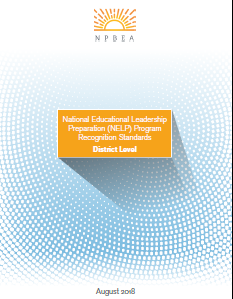 NPBEA
National Educational Leadership
Preparation (NELP) Program
Recognition Standards
District Level
August 2018